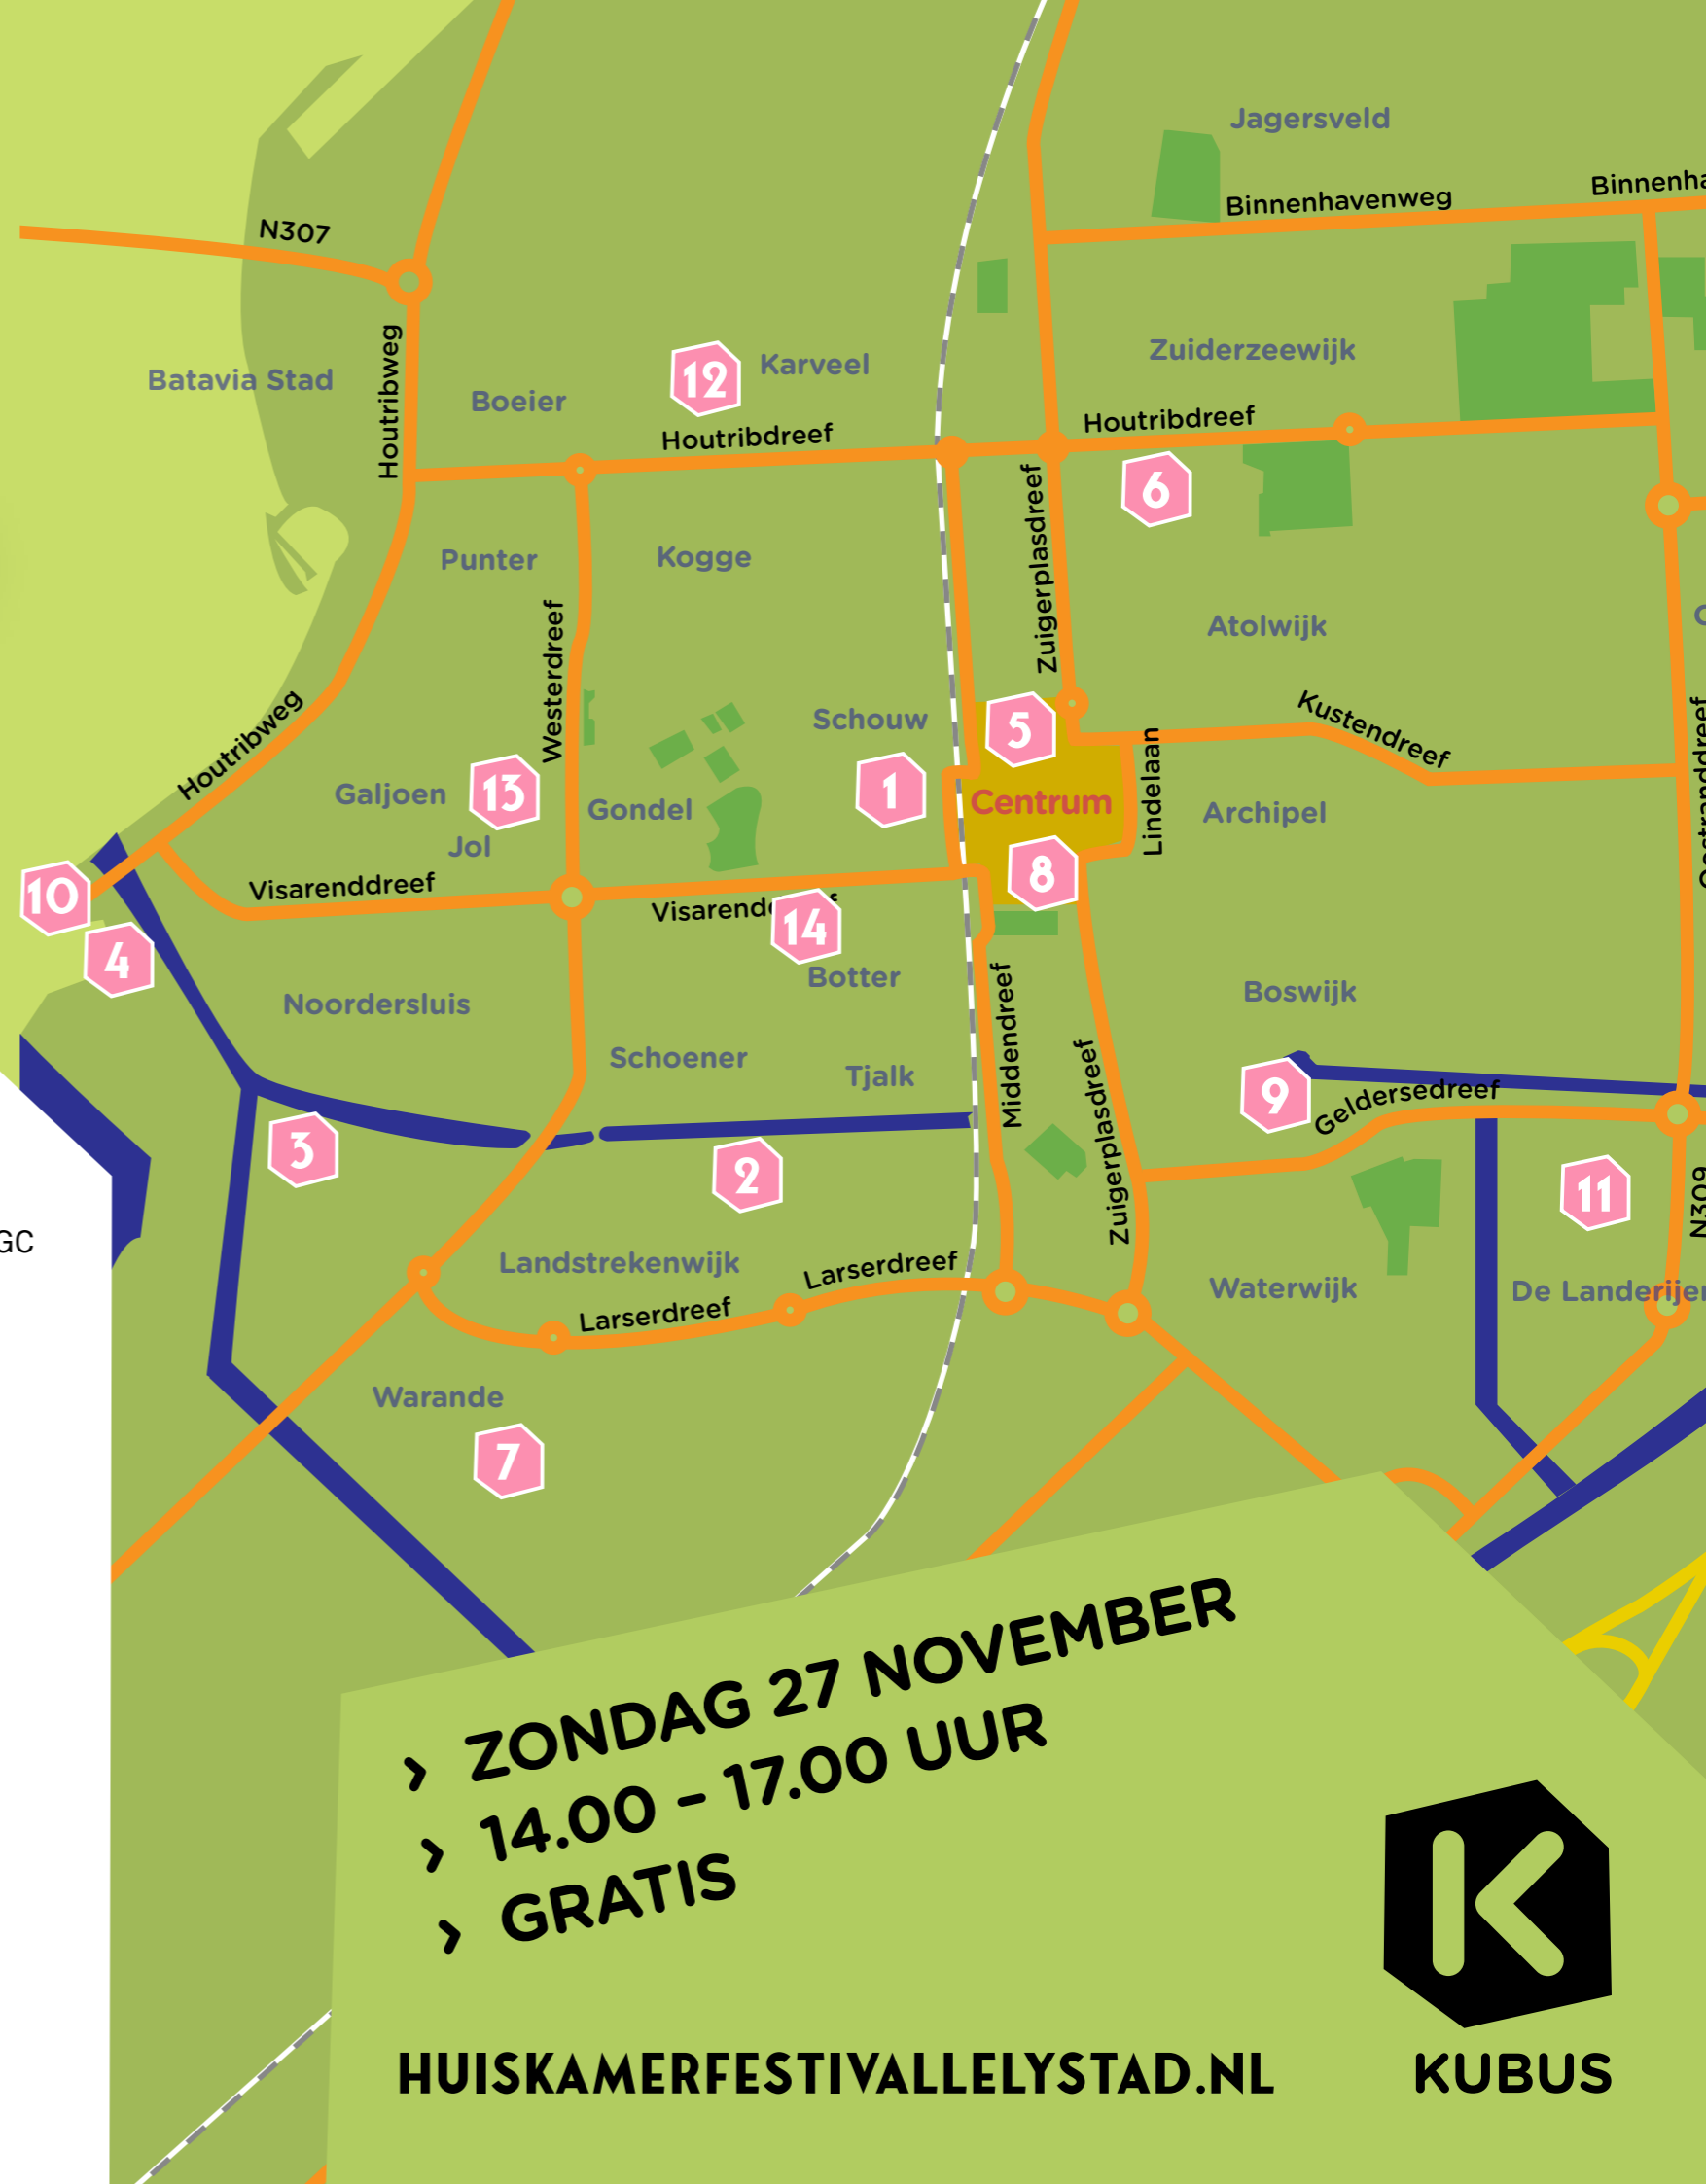 Jagersveld
Binnenha
Binnenhavenweg
N307
Houtribweg
Batavia Stad
Boeier
12
Karveel
Zuiderzeewijk
Houtribdreef
Houtribdreef
6
Punter
Kogge
Zuigerplasdreef
Atolwijk
Westerdreef
Houtribweg
Schouw
5
Kustendreef
Lindelaan
Galjoen
13
Gondel
1
Centrum
Archipel
Jol
8
10
Visarenddreef
14
4
Botter
Noordersluis
Boswijk
Middendreef
Schoener
Tjalk
Zuigerplasdreef
9
Geldersedreef
3
2
11
N309
GC
Landstrekenwijk
Larserdreef
Larserdreef
Waterwijk
De Landerijen
Warande
7
› ZONDAG 27 NOVEMBER
› 14.00 – 17.00 UUR
› GRATIS
HUISKAMERFESTIVALLELYSTAD.NL
K
KUBUS